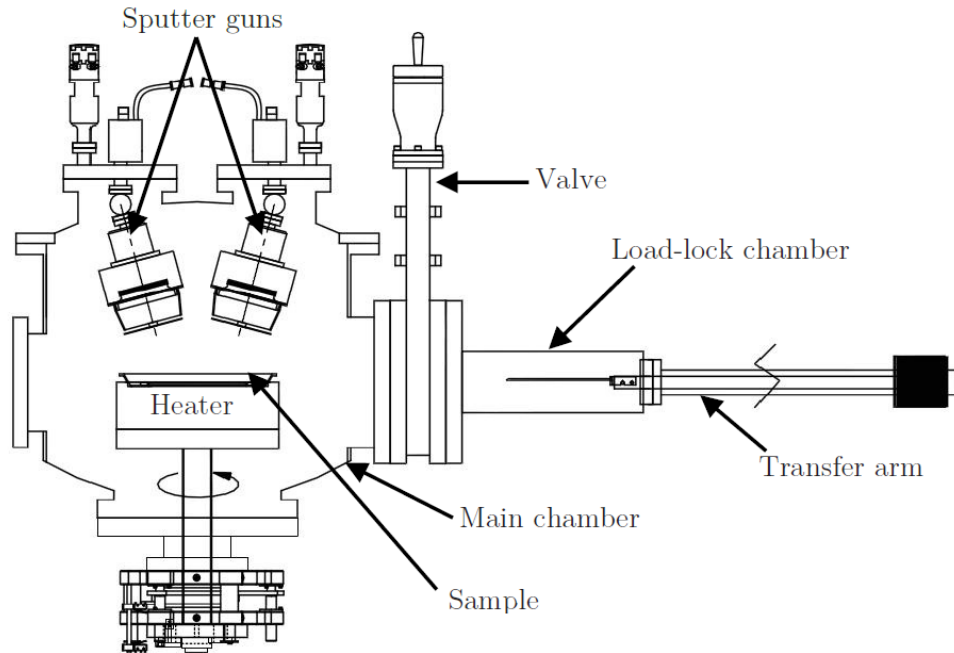 Sputter guns
Valve
Load-lock chamber
Heater
Transfer arm
Main chamber
Sample